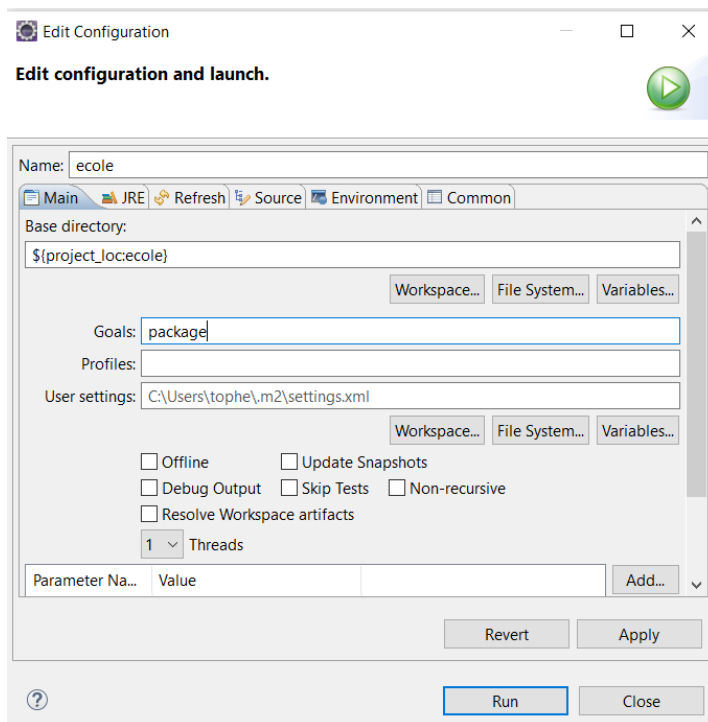 Edit Configuration
Edit configuration and launch.
Name: ecole
Main JRE Refresh Source Environment Common
Base directory:
${project_loc:ecole}
Workspace... File System... Variables...
Goals: package
Profiles:
User settings: C:\Users\tophe\.m2\settings.xml
Workspace... File System... Variables...
Offline Update Snapshots
Debug Output Skip Tests Non-recursive
Resolve Workspace artifacts
1 Threads
Parameter Na... Value Add...
Revert Apply
? Run Close